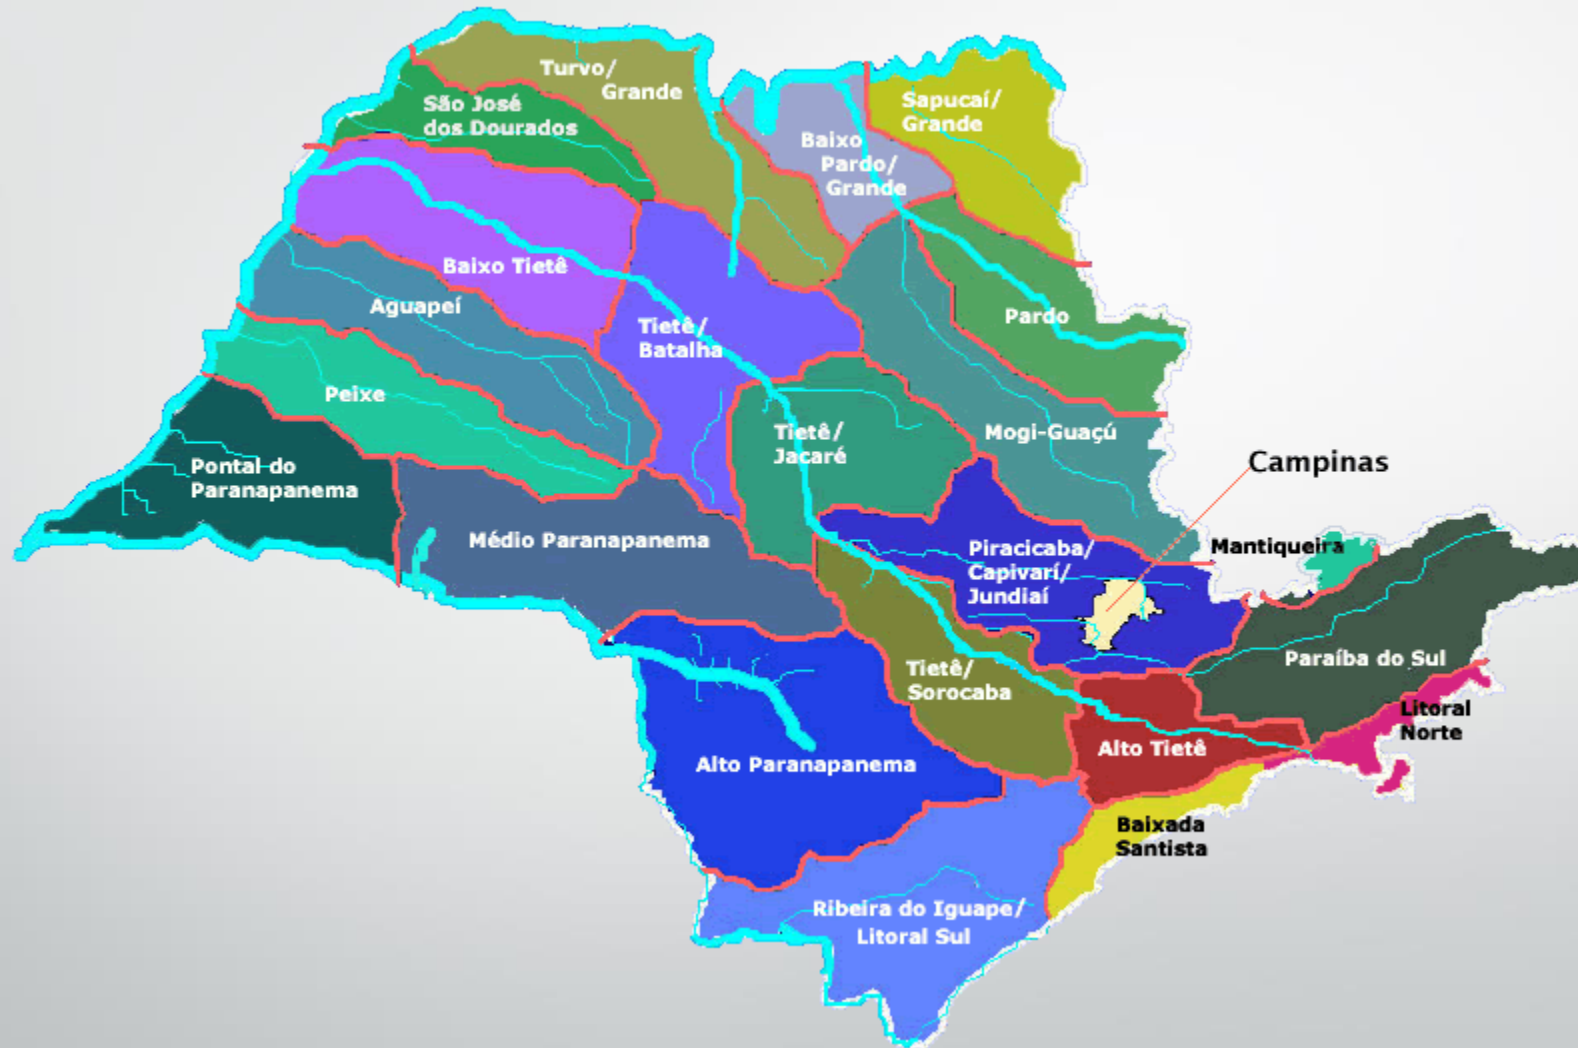 Turvo/
Grande
São José
dos Dourados
Sapucaí/
Grande
Baixo
Pardo/
Grande
Baixo Tietê
Aguapeí
Tietê/
Batalha
Pardo
Peixe
Tietê/
Jacaré
Mogi-Guaçú
Campinas
Pontal do
Paranapanema
Médio Paranapanema
Piracicaba/
Capivarí/
Jundiaí
Mantiqueira
Paraíba do Sul
Tietê/
Sorocaba
Litoral
Norte
Alto Tietê
Alto Paranapanema
Baixada
Santista
Ribeira do Iguape/
Litoral Sul